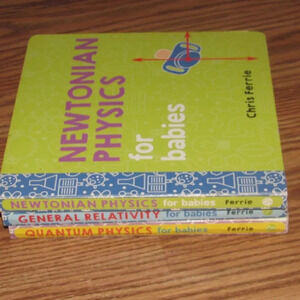 NEWTONIAN
PHYSICS
for
babies
Chris Ferrie
NEWTONIAN PHYSICS for babies Ferrie
GENERAL RELATIVITY for babies Ferrie
QUANTUM PHYSICS for babies Ferrie